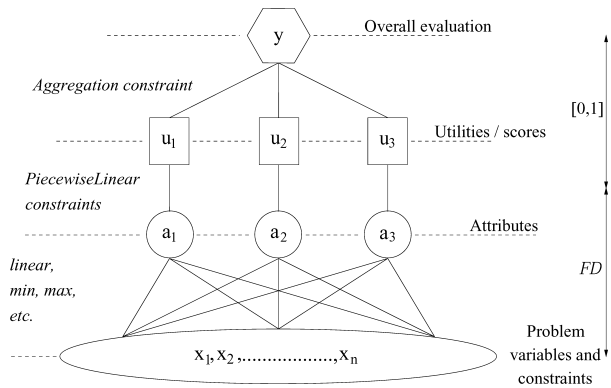 y
Overall evaluation
Aggregation constraint
[0,1]
u1
u2
u3
Utilities / scores
PiecewiseLinear
constraints
a1
a2
a3
Attributes
linear,
min, max,
etc.
FD
x1,x2,..................,xn
Problem
variables and
constraints